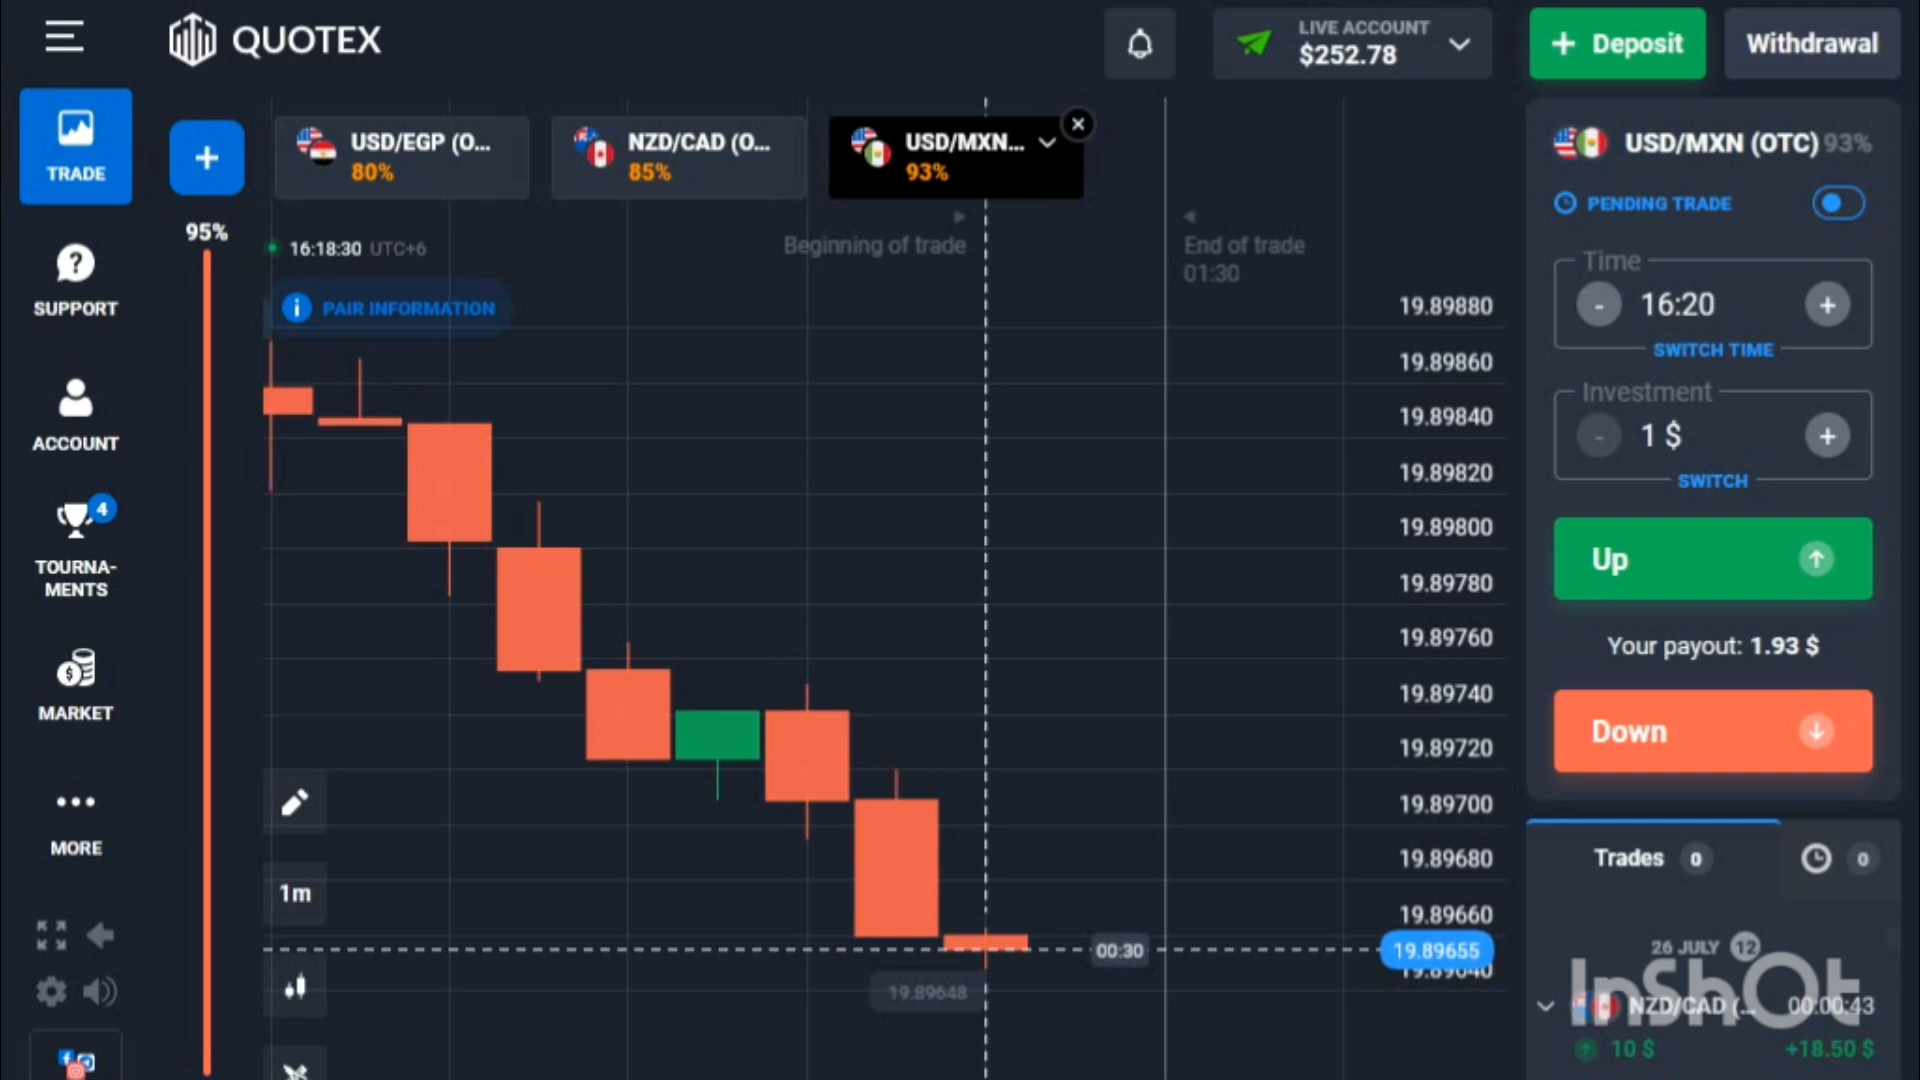 QUOTEX
LIVE ACCOUNT
$252.78
+ Deposit
Withdrawal
TRADE
+
USD/EGP (O...
80%
NZD/CAD (O...
85%
USD/MXN...
93%
USD/MXN (OTC) 93%
PENDING TRADE
95%
16:18:30 UTC+6
Beginning of trade
End of trade
01:30
PAIR INFORMATION
SUPPORT
ACCOUNT
4
TOURNA-
MENTS
MARKET
MORE
19.89880
19.89860
19.89840
19.89820
19.89800
19.89780
19.89760
19.89740
19.89720
19.89700
19.89680
19.89660
19.89655
19.89640
00:30
19.89648
1m
Time
- 16:20 +
SWITCH TIME
Investment
- 1 $ +
SWITCH
Up
Your payout: 1.93 $
Down
Trades 0
0
26 JULY 12
InShOt
NZD/CAD (... 00:00:43
10 $ +18.50 $